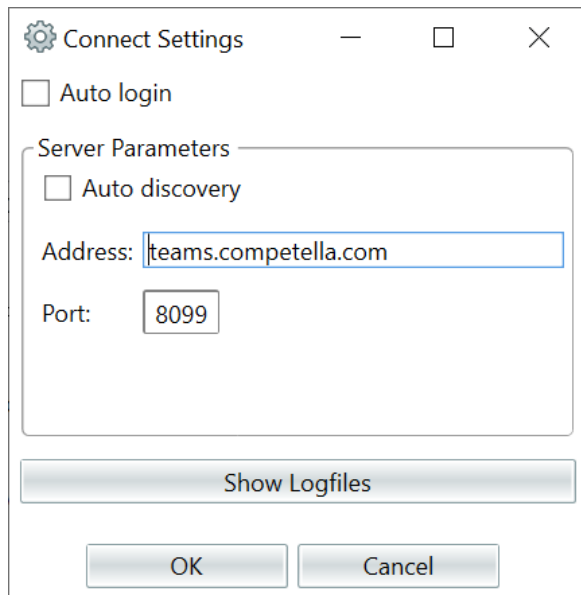 Connect Settings
Auto login
Server Parameters
Auto discovery
Address: teams.competella.com
Port: 8099
Show Logfiles
OK Cancel